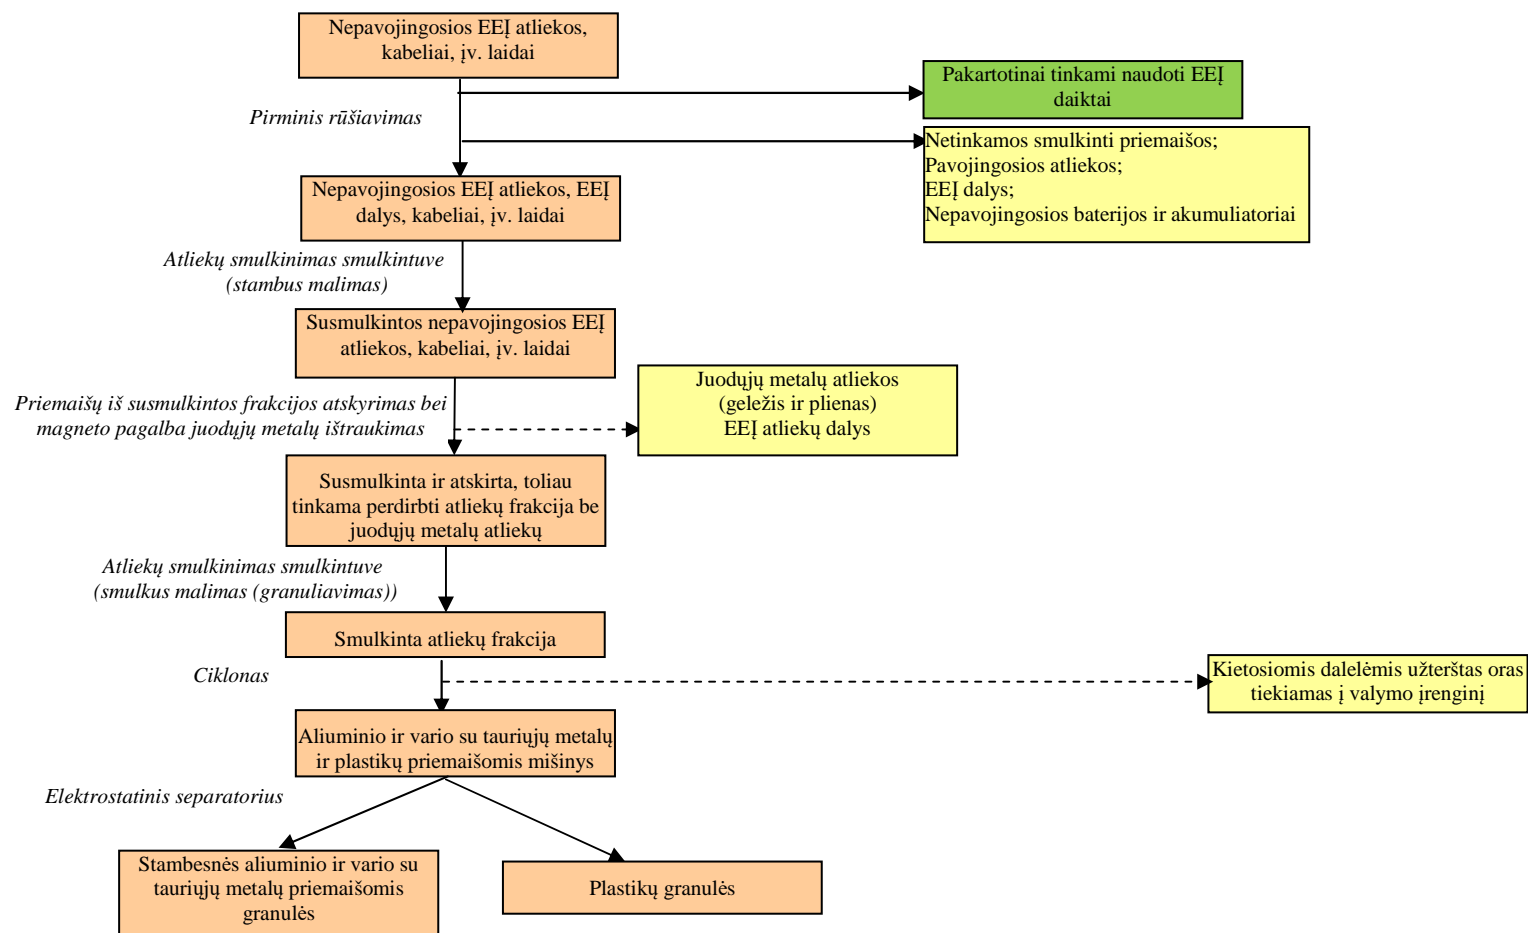 Nepavojingosios EEĮ atliekos,
kabeliai, įv. laidai
Pakartotinai tinkami naudoti EEĮ
daiktai
Pirminis rūšiavimas
Netinkamos smulkinti priemaišos;
Pavojingosios atliekos;
EEĮ dalys;
Nepavojingosios baterijos ir akumuliatoriai
Nepavojingosios EEĮ atliekos, EEĮ
dalys, kabeliai, įv. laidai
Atliekų smulkinimas smulkintuve
(stambus malimas)
Susmulkintos nepavojingosios EEĮ
atliekos, kabeliai, įv. laidai
Priemaišų iš susmulkintos frakcijos atskyrimas bei
magneto pagalba juodųjų metalų ištraukimas
Juodųjų metalų atliekos
(geležis ir plienas)
EEĮ atliekų dalys
Susmulkinta ir atskirta, toliau
tinkama perdirbti atliekų frakcija be
juodųjų metalų atliekų
Atliekų smulkinimas smulkintuve
(smulkus malimas (granuliavimas))
Smulkinta atliekų frakcija
Ciklonas
Kietosiomis dalelėmis užterštas oras
tiekiamas į valymo įrenginį
Aliuminio ir vario su tauriųjų metalų
ir plastikų priemaišomis mišinys
Elektrostatinis separatorius
Stambesnės aliuminio ir vario su
tauriųjų metalų priemaišomis
granulės
Plastikų granulės